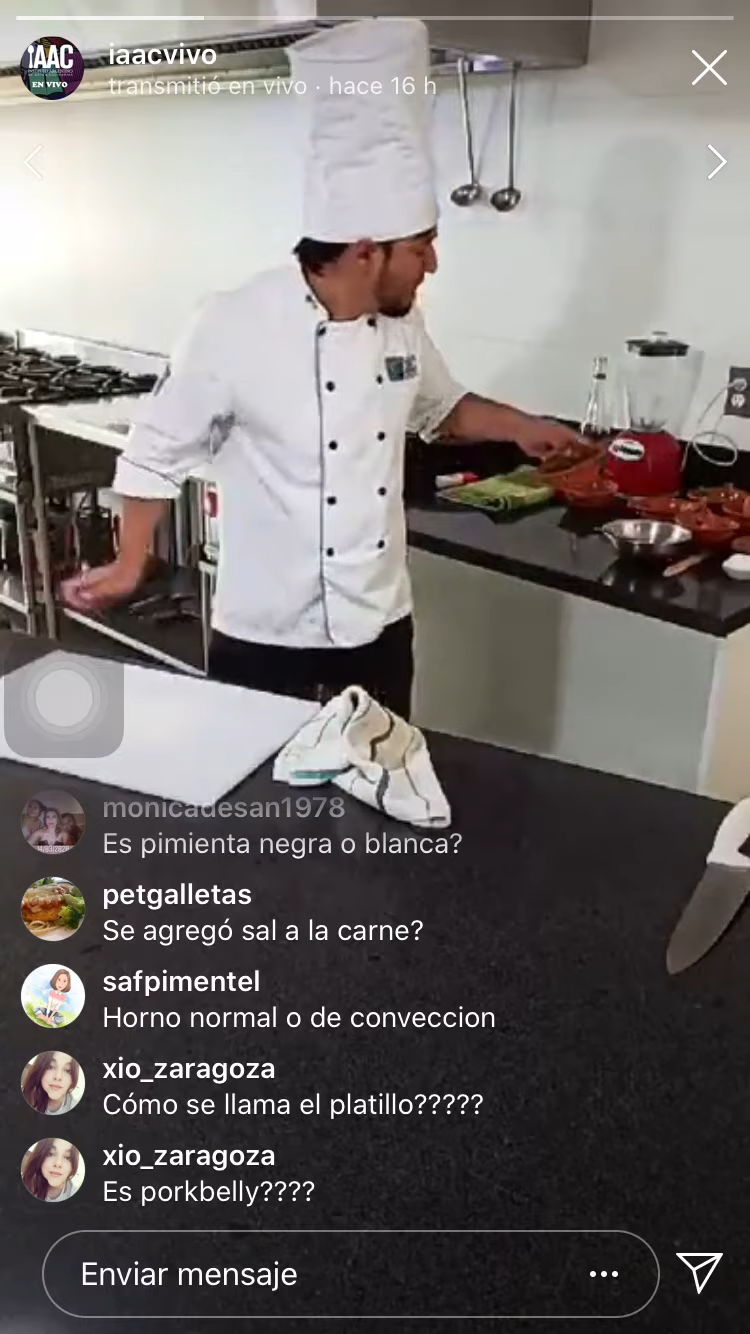 iAAC
EN VIVO
iaacvivo
transmitió en vivo · hace 16 h
monicadesan1978
Es pimienta negra o blanca?
petgalletas
Se agregó sal a la carne?
safpimentel
Horno normal o de conveccion
xio_zaragoza
Cómo se llama el platillo?????
xio_zaragoza
Es porkbelly????
Enviar mensaje